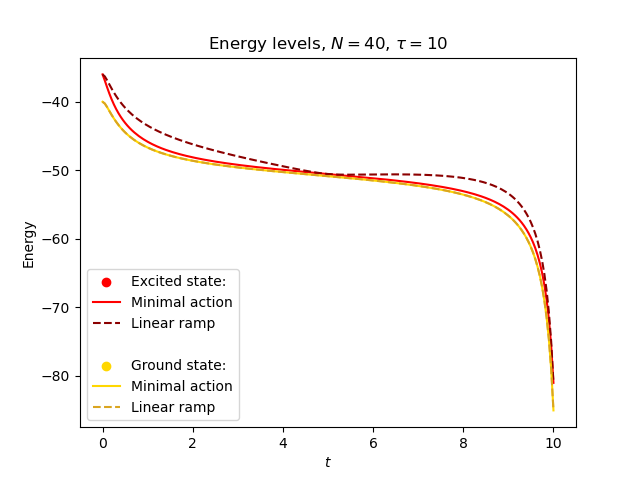 Energy levels, N = 40, τ = 10
−40
−50
−60
−70
−80
Energy
Excited state:
Minimal action
Linear ramp
Ground state:
Minimal action
Linear ramp
0 2 4 6 8 10
t